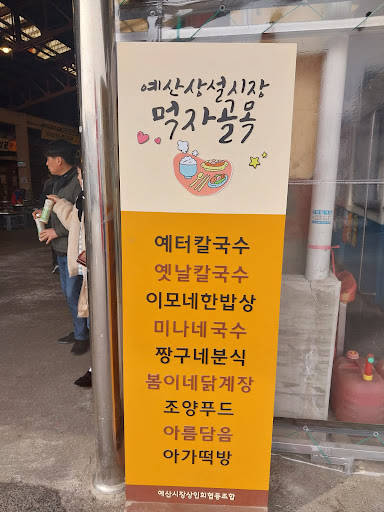 예산상설시장
먹자골목
예터칼국수
옛날칼국수
이모네한밥상
미나네국수
짱구네분식
봄이네닭계장
조양푸드
아름담음
아가떡방
예산시장상인회협동조합